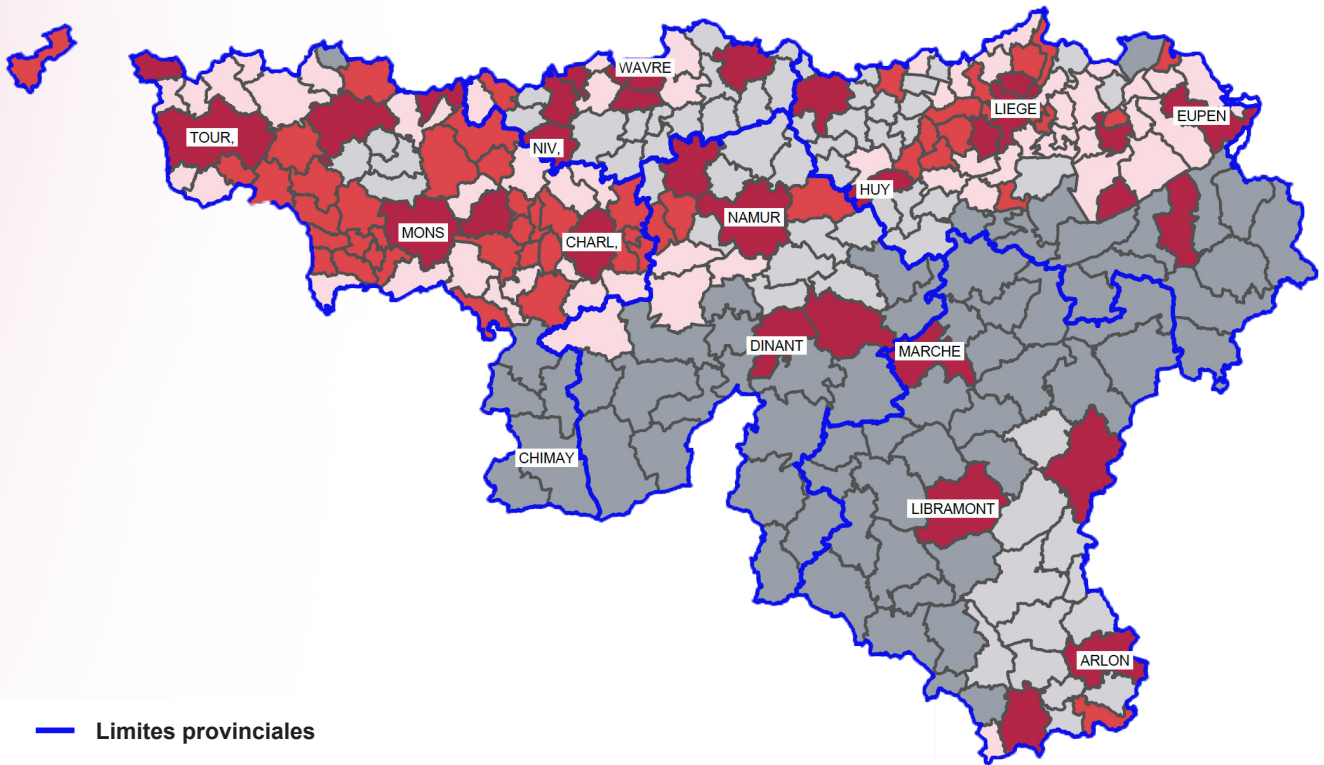 WAVRE
LIEGE
EUPEN
TOUR,
NIV,
HUY
NAMUR
MONS
CHARL,
DINANT
MARCHE
CHIMAY
LIBRAMONT
ARLON
Limites provinciales